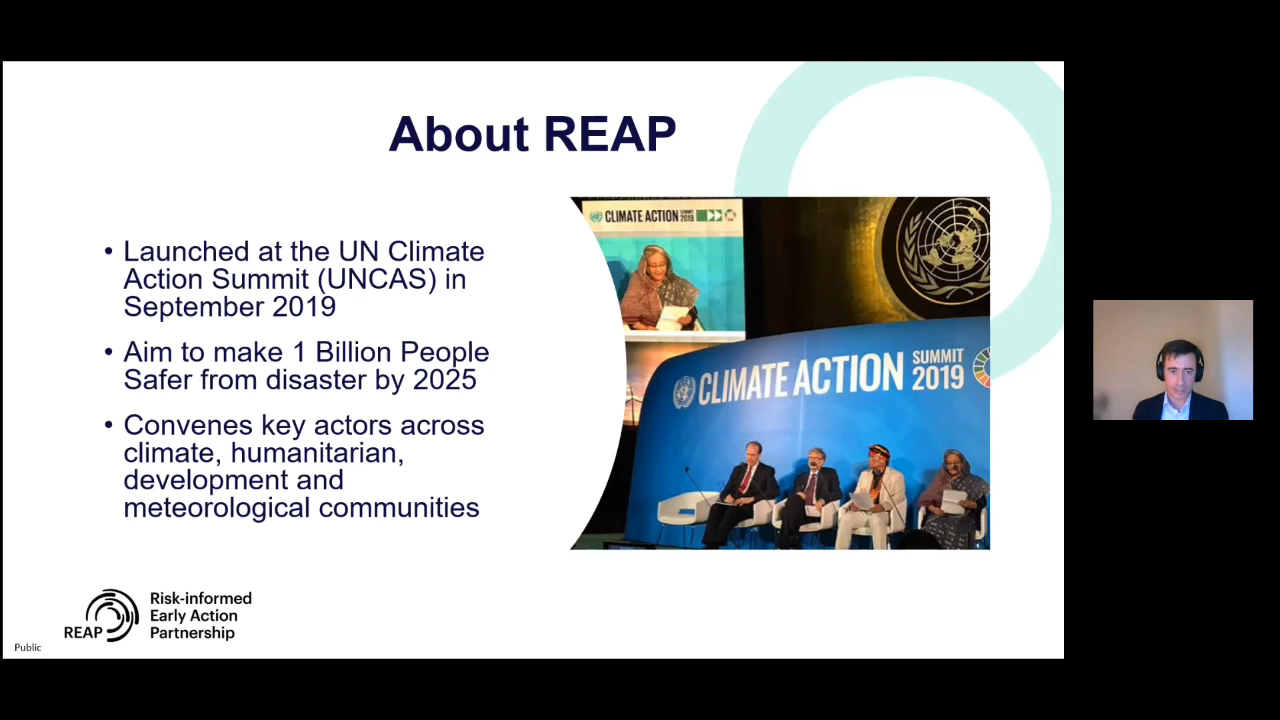 About REAP
• Launched at the UN Climate
Action Summit (UNCAS) in
September 2019
• Aim to make 1 Billion People
Safer from disaster by 2025
• Convenes key actors across
climate, humanitarian,
development and
meteorological communities
CLIMATE ACTION SUMMIT 2019
CLIMATE ACTION SUMMIT 2019
REAP
Risk-informed
Early Action
Partnership
Public